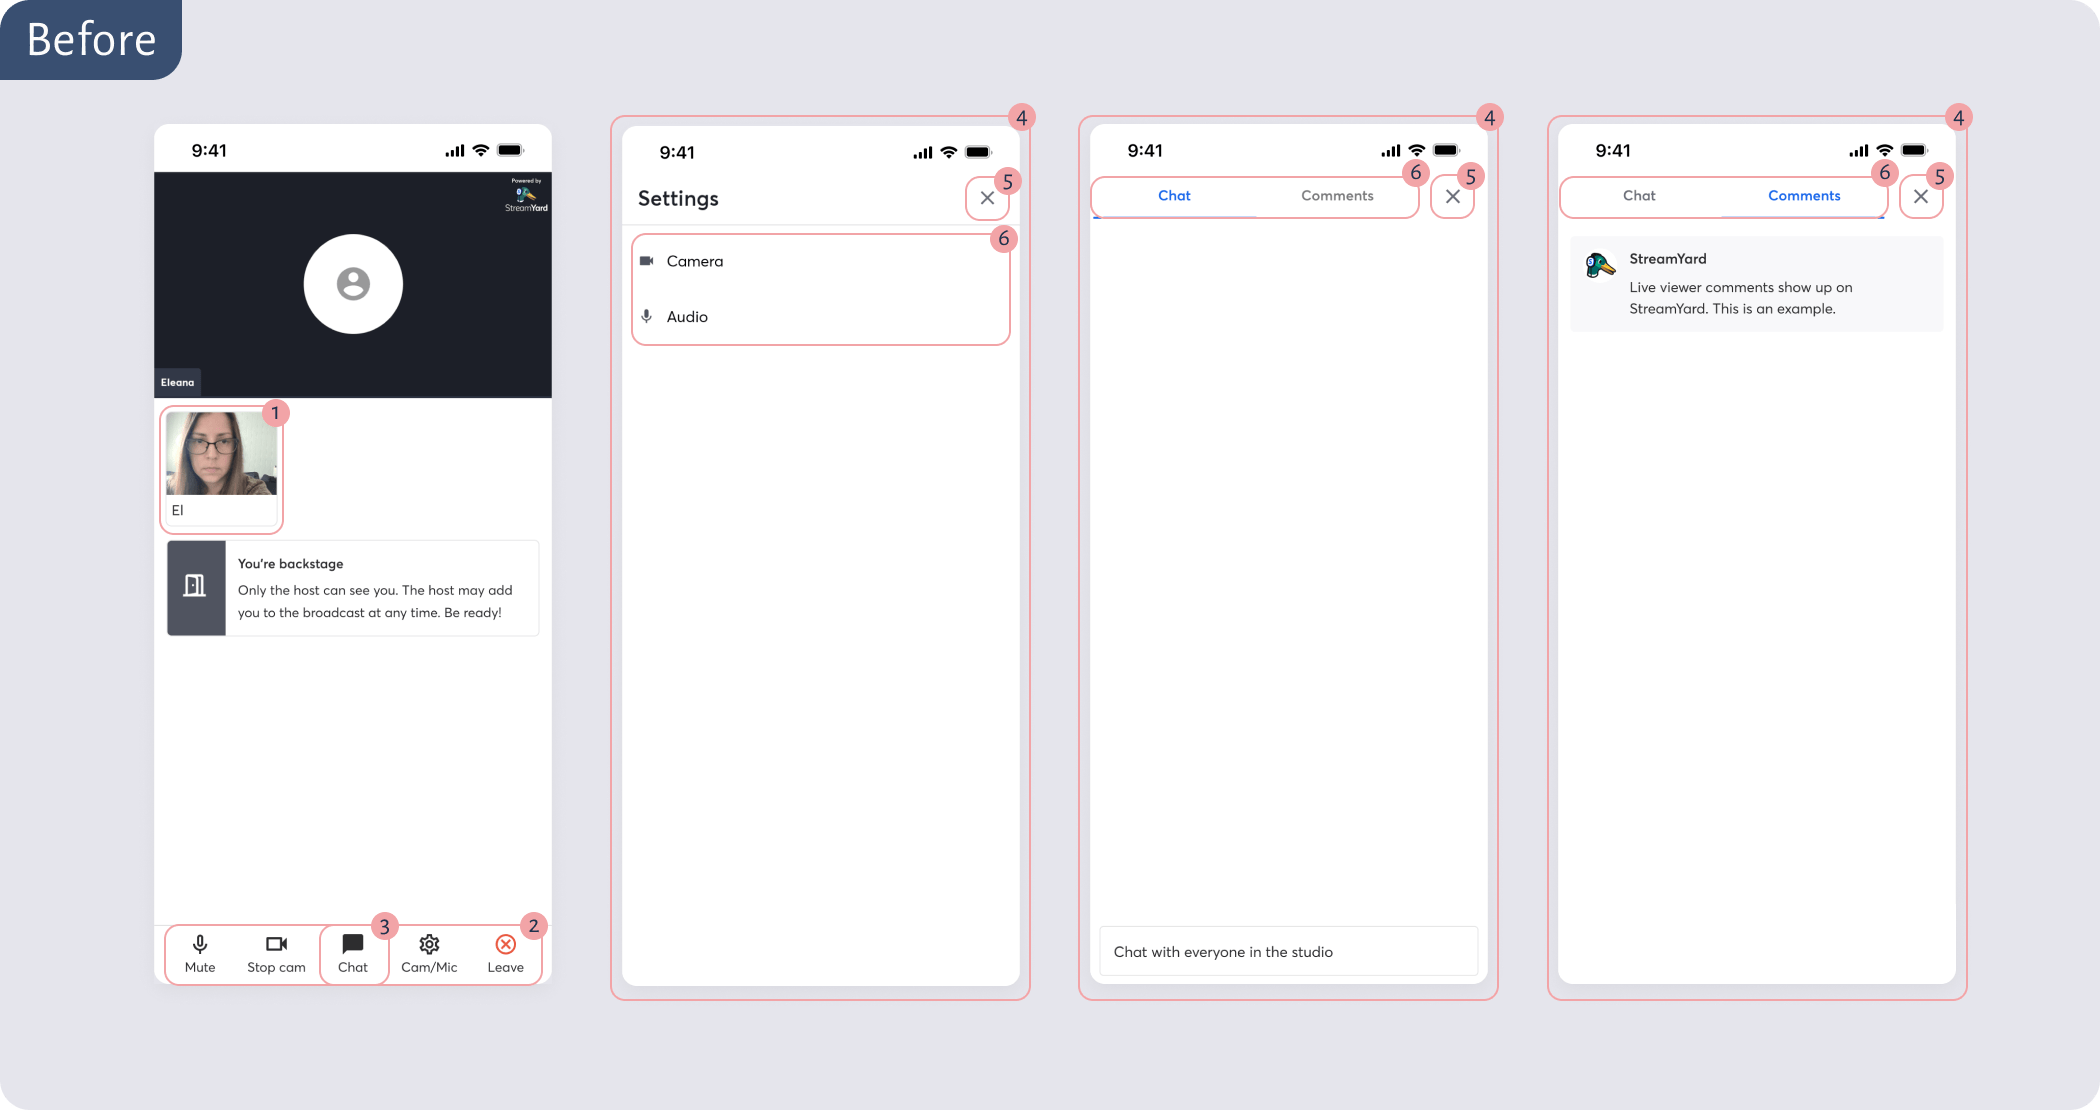 Before
9:41
Powered by
StreamYard
Eleana
1
El
You're backstage
Only the host can see you. The host may add
you to the broadcast at any time. Be ready!
3
2
Mute
Stop cam
Chat
Cam/Mic
Leave
4
9:41
5
Settings
6
Camera
Audio
4
9:41
6
5
Chat
Comments
Chat with everyone in the studio
4
9:41
6
5
Chat
Comments
StreamYard
Live viewer comments show up on
StreamYard. This is an example.